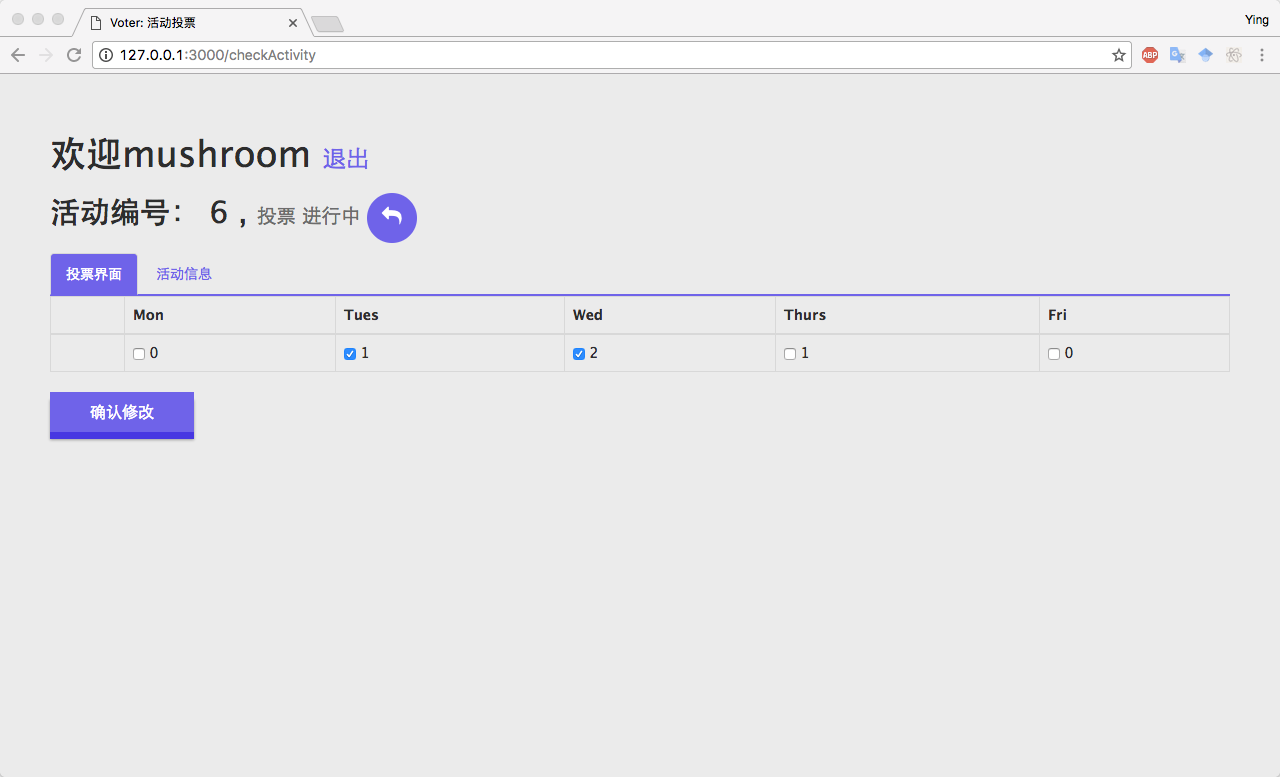 Voter: 活动投票
Ying
127.0.0.1:3000/checkActivity
ABP
欢迎mushroom 退出
活动编号： 6 , 投票 进行中
投票界面 活动信息
Mon Tues Wed Thurs Fri
0 1 2 1 0
确认修改